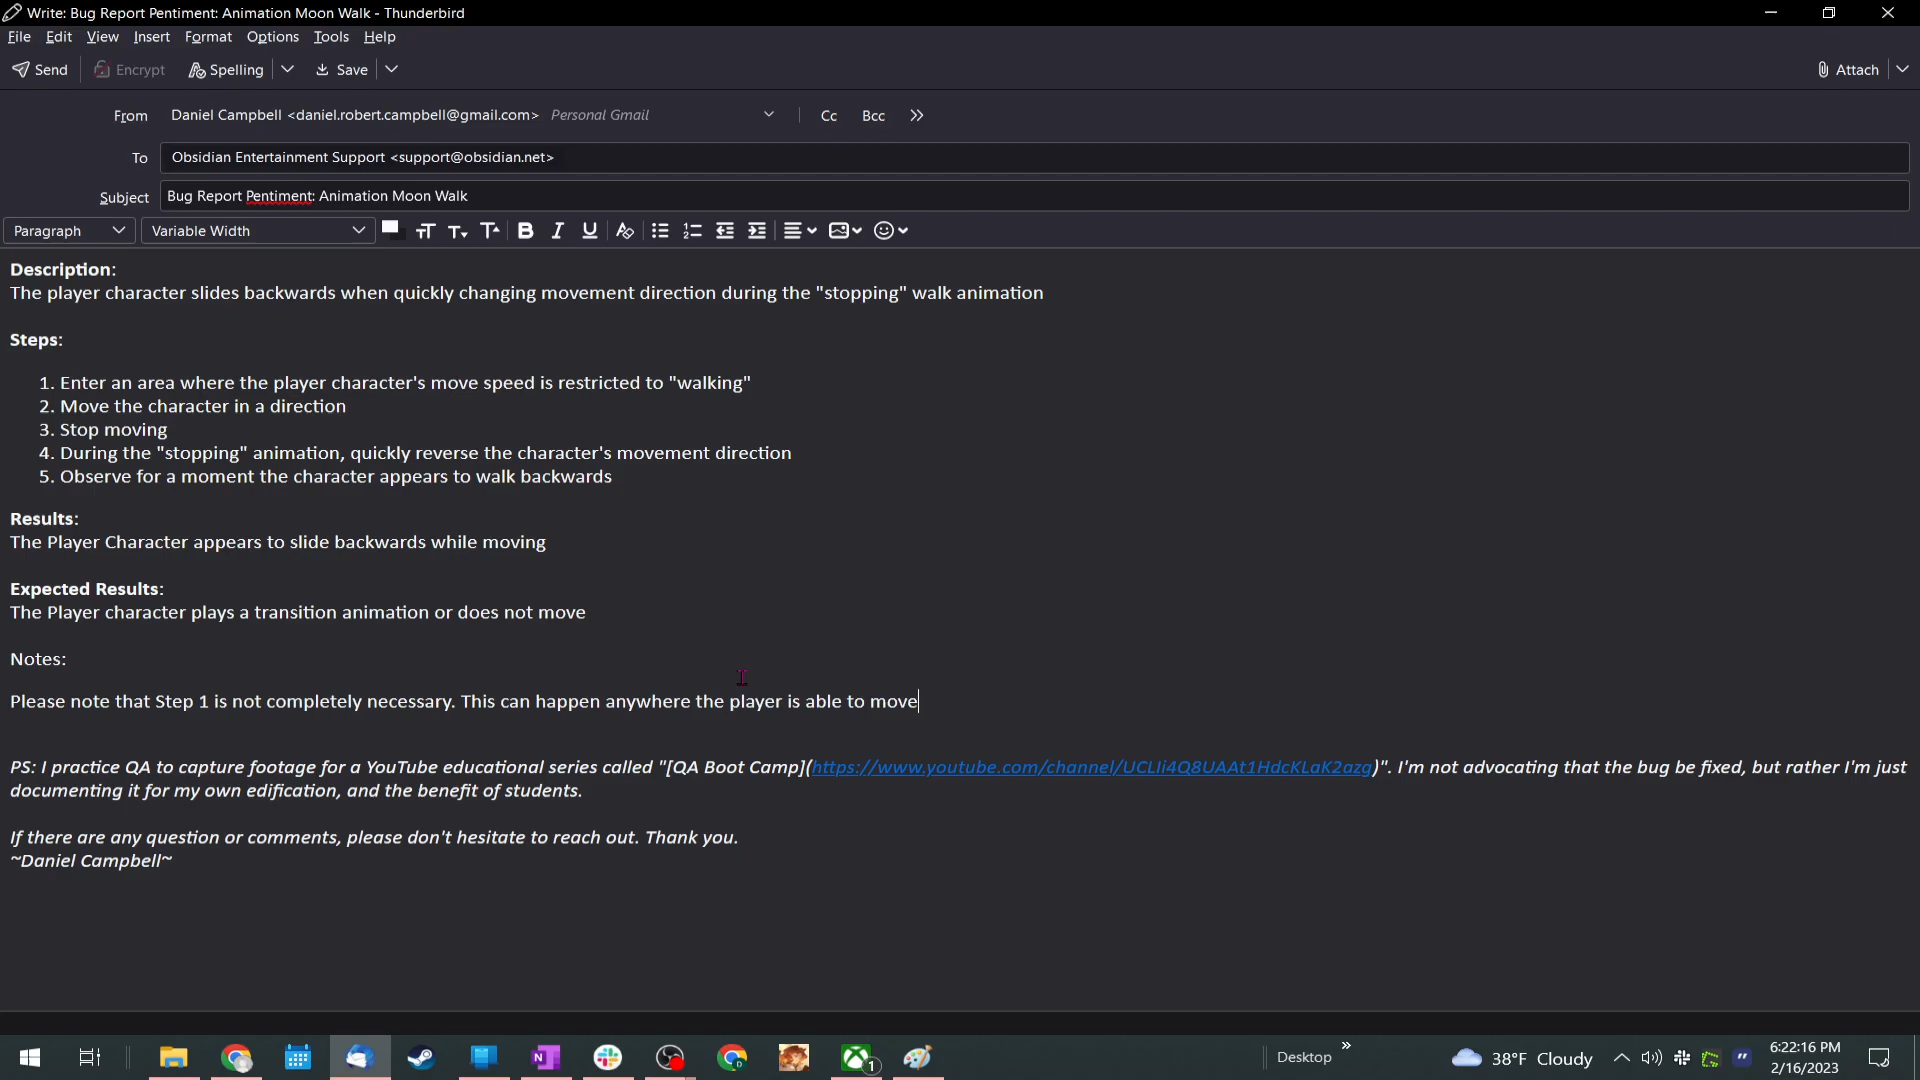 Write: Bug Report Pentiment: Animation Moon Walk - Thunderbird
File Edit View Insert Format Options Tools Help
Send Encrypt Spelling Save Attach
From Daniel Campbell <daniel.robert.campbell@gmail.com> Personal Gmail Cc Bcc
To Obsidian Entertainment Support <support@obsidian.net>
Subject Bug Report Pentiment: Animation Moon Walk
Paragraph Variable Width
Description:
The player character slides backwards when quickly changing movement direction during the "stopping" walk animation
Steps:
1. Enter an area where the player character's move speed is restricted to "walking"
2. Move the character in a direction
3. Stop moving
4. During the "stopping" animation, quickly reverse the character's movement direction
5. Observe for a moment the character appears to walk backwards
Results:
The Player Character appears to slide backwards while moving
Expected Results:
The Player character plays a transition animation or does not move
Notes:
Please note that Step 1 is not completely necessary. This can happen anywhere the player is able to move
PS: I practice QA to capture footage for a YouTube educational series called "[QA Boot Camp](https://www.youtube.com/channel/UCLIi4Q8UAAt1HdcKLaK2azg)". I'm not advocating that the bug be fixed, but rather I'm just
documenting it for my own edification, and the benefit of students.
If there are any question or comments, please don't hesitate to reach out. Thank you.
~Daniel Campbell~
Desktop
38°F Cloudy
6:22:16 PM
2/16/2023
1